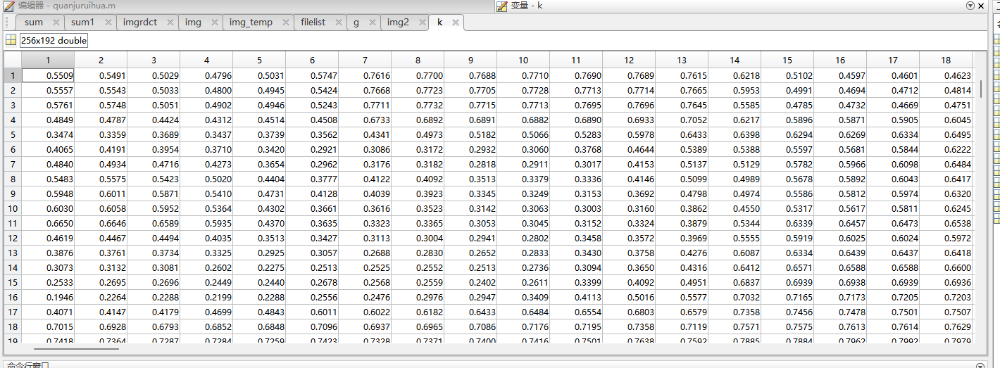 编辑器 - quanjuruihua.m
变量 - k
sum sum1 imgrdct img img_temp filelist g img2 k
256x192 double
1 2 3 4 5 6 7 8 9 10 11 12 13 14 15 16 17 18
1 0.5509 0.5491 0.5029 0.4796 0.5031 0.5747 0.7616 0.7700 0.7688 0.7710 0.7690 0.7689 0.7615 0.6218 0.5102 0.4597 0.4601 0.4623
2 0.5557 0.5543 0.5033 0.4800 0.4945 0.5424 0.7668 0.7723 0.7705 0.7728 0.7713 0.7714 0.7665 0.5953 0.4991 0.4694 0.4712 0.4814
3 0.5761 0.5748 0.5051 0.4902 0.4946 0.5243 0.7711 0.7732 0.7715 0.7713 0.7695 0.7696 0.7645 0.5585 0.4785 0.4732 0.4669 0.4751
4 0.4849 0.4787 0.4424 0.4312 0.4514 0.4508 0.6733 0.6892 0.6891 0.6882 0.6890 0.6933 0.7052 0.6217 0.5896 0.5871 0.5905 0.6045
5 0.3474 0.3359 0.3689 0.3437 0.3739 0.3562 0.4341 0.4973 0.5182 0.5066 0.5283 0.5978 0.6433 0.6398 0.6294 0.6269 0.6334 0.6495
6 0.4065 0.4191 0.3954 0.3710 0.3420 0.2921 0.3086 0.3172 0.2932 0.3060 0.3768 0.4644 0.5389 0.5388 0.5597 0.5681 0.5844 0.6222
7 0.4840 0.4934 0.4716 0.4273 0.3654 0.2962 0.3176 0.3182 0.2818 0.2911 0.3017 0.4153 0.5137 0.5129 0.5782 0.5966 0.6098 0.6484
8 0.5483 0.5575 0.5423 0.5020 0.4404 0.3777 0.4122 0.4092 0.3513 0.3379 0.3336 0.4146 0.5099 0.4989 0.5678 0.5892 0.6043 0.6417
9 0.5948 0.6011 0.5871 0.5410 0.4731 0.4128 0.4039 0.3923 0.3345 0.3249 0.3153 0.3692 0.4798 0.4974 0.5586 0.5812 0.5974 0.6320
10 0.6030 0.6058 0.5952 0.5364 0.4302 0.3661 0.3616 0.3523 0.3142 0.3063 0.3003 0.3160 0.3862 0.4550 0.5317 0.5617 0.5811 0.6245
11 0.6650 0.6646 0.6589 0.5935 0.4370 0.3635 0.3323 0.3365 0.3053 0.3045 0.3152 0.3324 0.3879 0.5344 0.6339 0.6457 0.6473 0.6538
12 0.4619 0.4467 0.4494 0.4035 0.3513 0.3427 0.3113 0.3004 0.2941 0.2802 0.3458 0.3572 0.3969 0.5555 0.5919 0.6025 0.6024 0.5972
13 0.3876 0.3761 0.3734 0.3325 0.2925 0.3057 0.2688 0.2830 0.2652 0.2833 0.3430 0.3758 0.4276 0.6087 0.6334 0.6439 0.6437 0.6418
14 0.3073 0.3132 0.3081 0.2602 0.2275 0.2513 0.2525 0.2552 0.2513 0.2736 0.3094 0.3650 0.4316 0.6412 0.6571 0.6588 0.6588 0.6600
15 0.2533 0.2695 0.2696 0.2449 0.2440 0.2678 0.2568 0.2559 0.2402 0.2611 0.3399 0.4092 0.4951 0.6837 0.6939 0.6938 0.6939 0.6936
16 0.1946 0.2264 0.2288 0.2199 0.2288 0.2556 0.2476 0.2976 0.2947 0.3409 0.4113 0.5016 0.5577 0.7032 0.7165 0.7173 0.7205 0.7203
17 0.4071 0.4147 0.4179 0.4699 0.4843 0.6011 0.6022 0.6182 0.6433 0.6484 0.6554 0.6803 0.6579 0.7358 0.7456 0.7478 0.7501 0.7507
18 0.7015 0.6928 0.6793 0.6852 0.6848 0.7096 0.6937 0.6965 0.7086 0.7176 0.7195 0.7358 0.7119 0.7571 0.7575 0.7613 0.7614 0.7629
19 0.7418 0.7364 0.7287 0.7284 0.7259 0.7423 0.7328 0.7371 0.7400 0.7416 0.7501 0.7638 0.7592 0.7885 0.7884 0.7962 0.7992 0.7979
命令行窗口